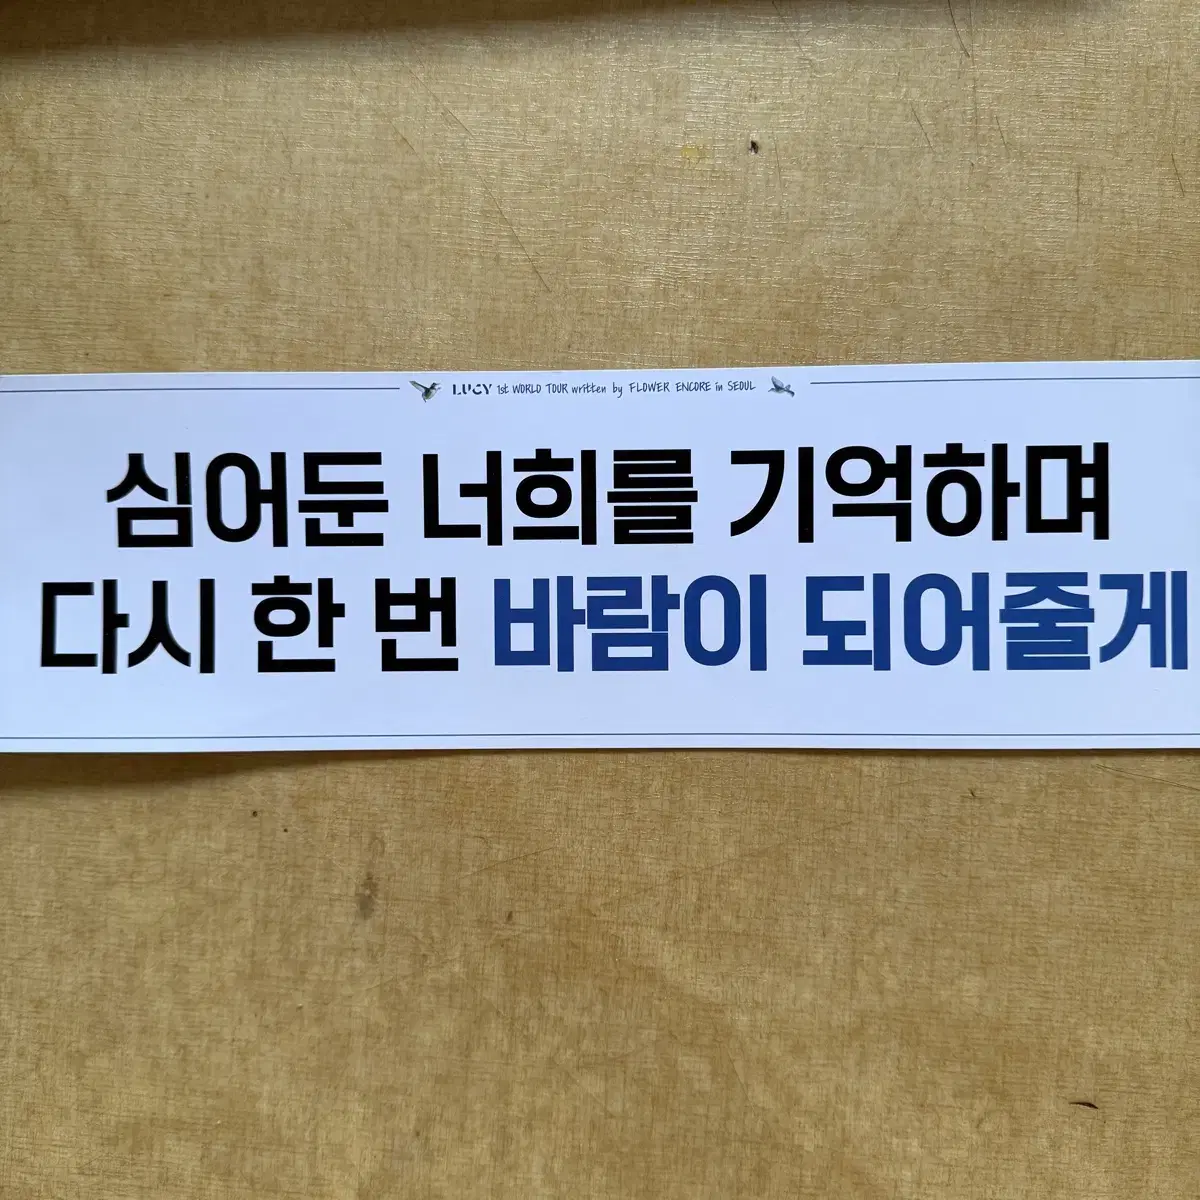 LUCY 1st WORLD TOUR written by FLOWER ENCORE in SEOUL
심어둔 너희를 기억하며
다시 한 번 바람이 되어줄게